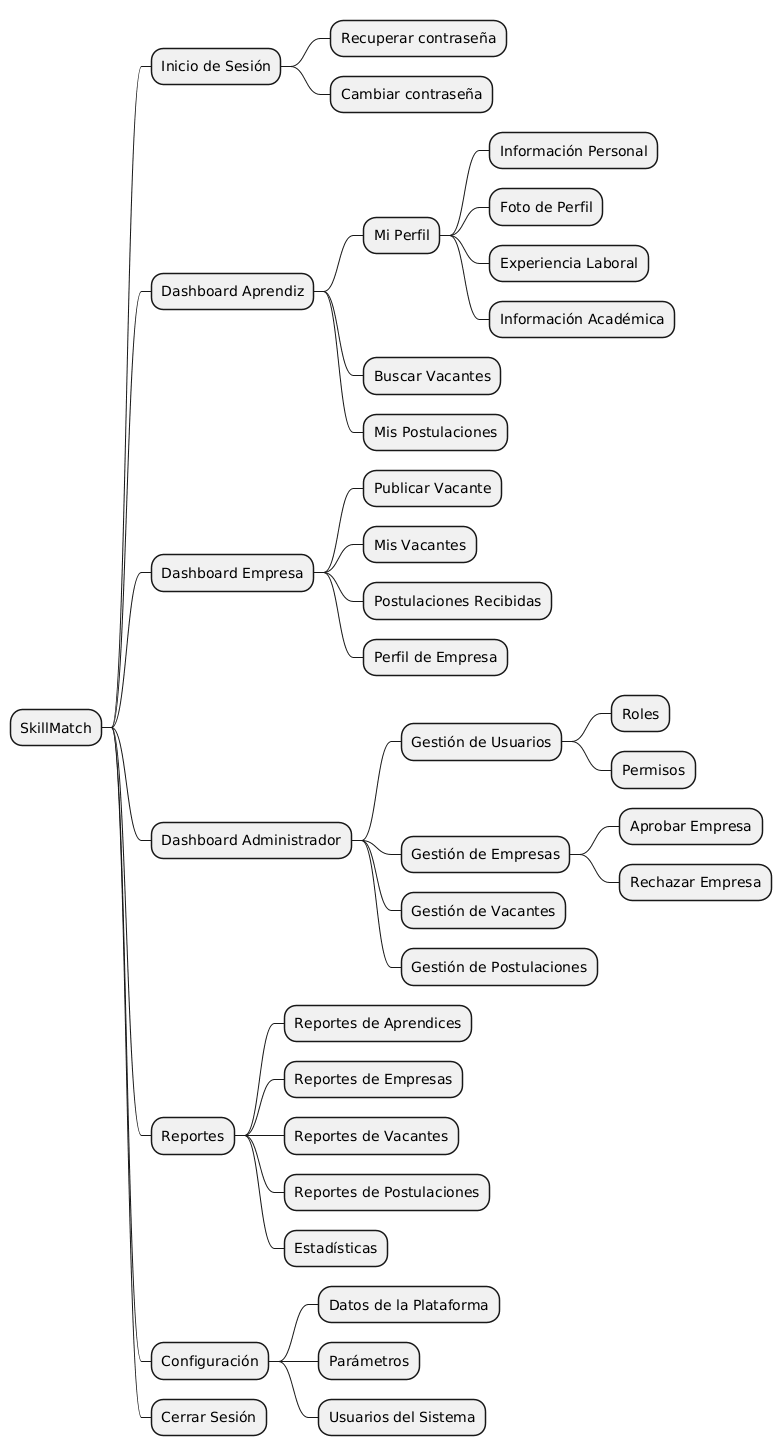 Recuperar contraseña
Inicio de Sesión
Cambiar contraseña
Información Personal
Foto de Perfil
Mi Perfil
Experiencia Laboral
Dashboard Aprendiz
Información Académica
Buscar Vacantes
Mis Postulaciones
Publicar Vacante
Mis Vacantes
Dashboard Empresa
Postulaciones Recibidas
Perfil de Empresa
SkillMatch
Roles
Gestión de Usuarios
Permisos
Aprobar Empresa
Dashboard Administrador
Gestión de Empresas
Rechazar Empresa
Gestión de Vacantes
Gestión de Postulaciones
Reportes de Aprendices
Reportes de Empresas
Reportes
Reportes de Vacantes
Reportes de Postulaciones
Estadísticas
Datos de la Plataforma
Configuración
Parámetros
Cerrar Sesión
Usuarios del Sistema